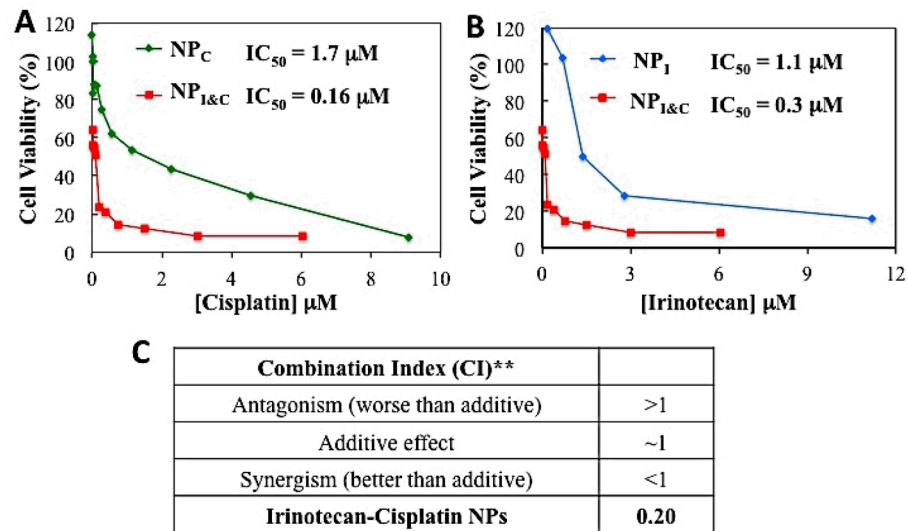 A
B
120
100
80
60
40
20
0
Cell Viability (%)
NPC IC50 = 1.7 μM
NPI&C IC50 = 0.16 μM
0 2 4 6 8 10
[Cisplatin] μM
120
100
80
60
40
20
0
Cell Viability (%)
NPI IC50 = 1.1 μM
NPI&C IC50 = 0.3 μM
0 3 6 9 12
[Irinotecan] μM
C
Combination Index (CI)**
Antagonism (worse than additive) >1
Additive effect ~1
Synergism (better than additive) <1
Irinotecan-Cisplatin NPs 0.20